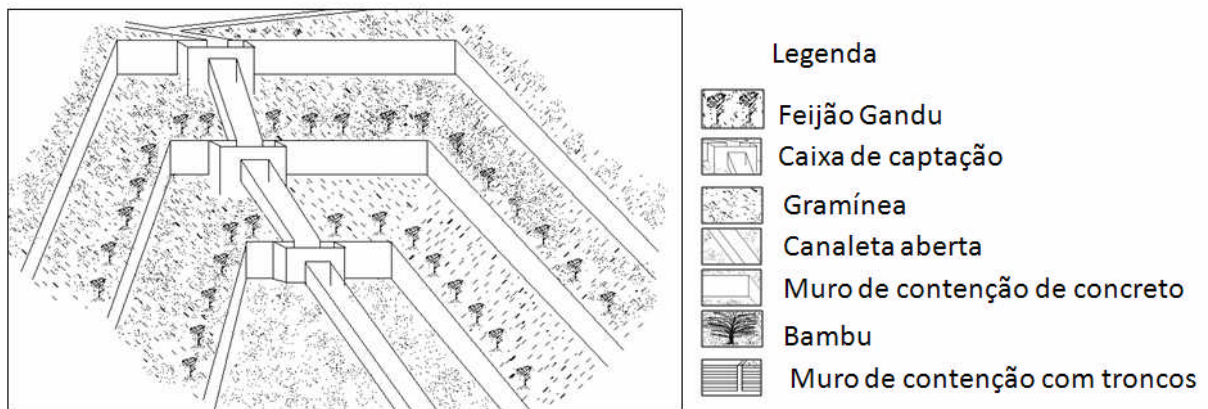 Legenda
Feijão Gandu
Caixa de captação
Gramínea
Canaleta aberta
Muro de contenção de concreto
Bambu
Muro de contenção com troncos